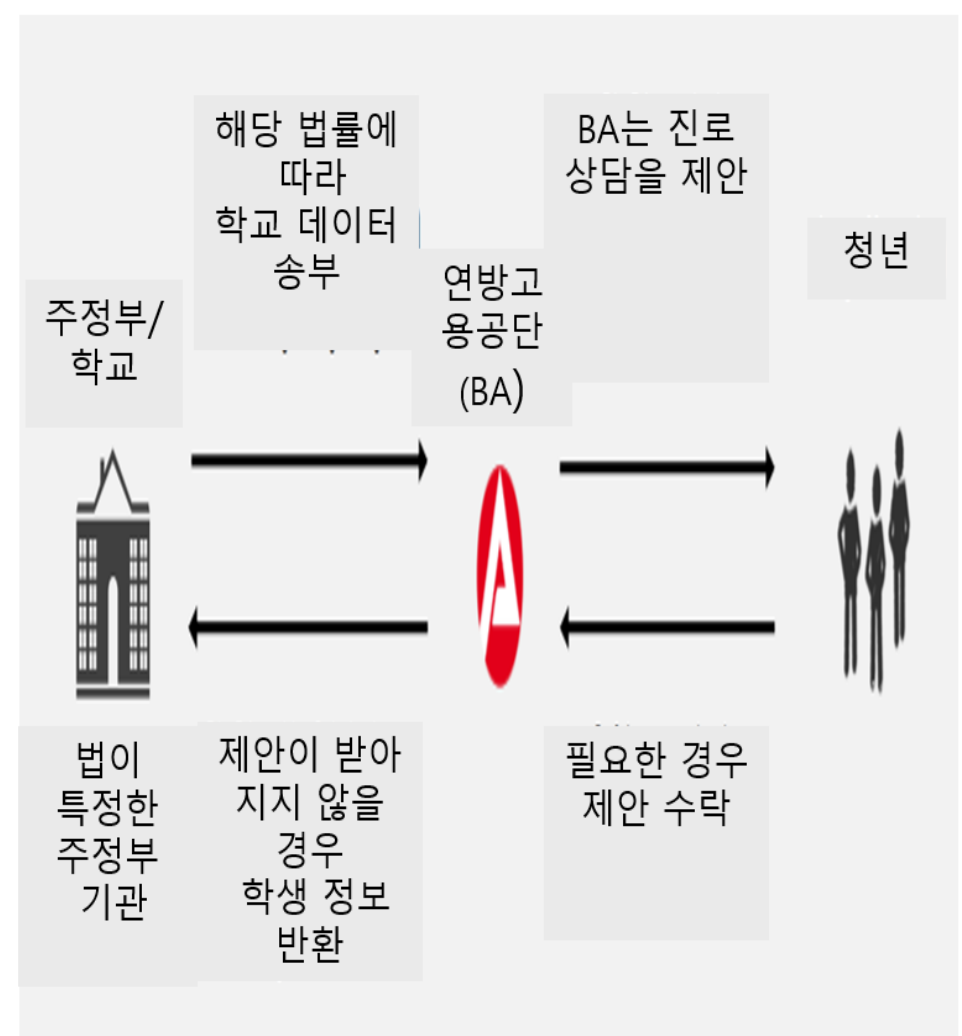 해당 법률에
따라
학교 데이터
송부
BA는 진로
상담을 제안
청년
연방고
용공단
(BA)
주정부/
학교
법이
특정한
주정부
기관
제안이 받아
지지 않을
경우
학생 정보
반환
필요한 경우
제안 수락